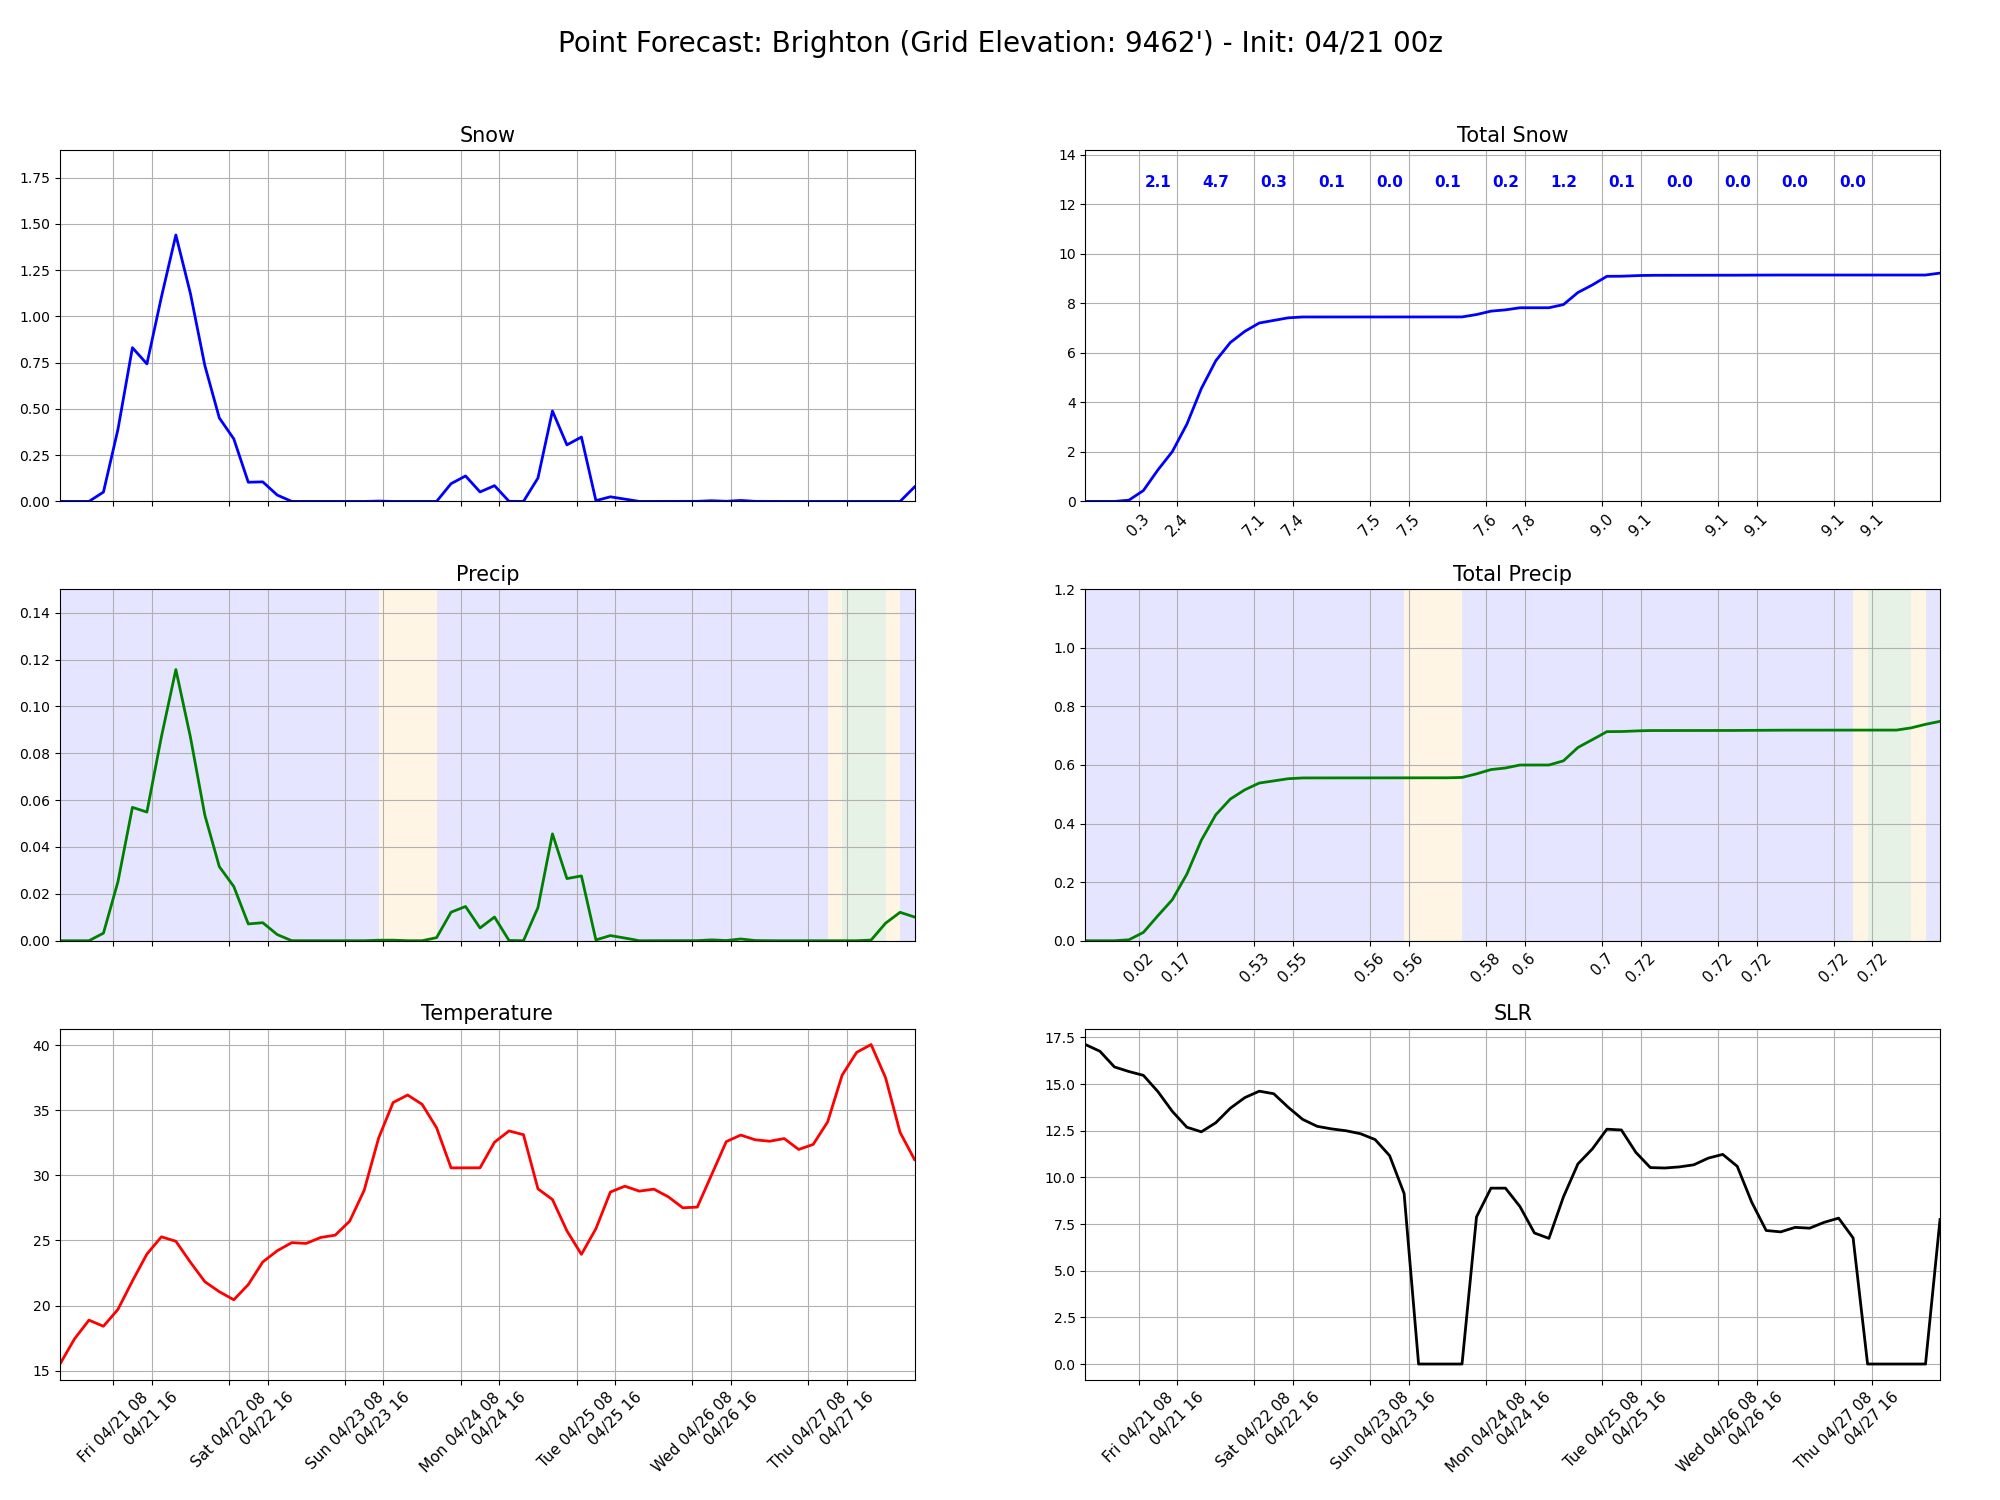 Point Forecast: Brighton (Grid Elevation: 9462') - Init: 04/21 00z
Snow
1.75
1.50
1.25
1.00
0.75
0.50
0.25
0.00
Total Snow
14
12
10
8
6
4
2
0
2.1 4.7 0.3 0.1 0.0 0.1 0.2 1.2 0.1 0.0 0.0 0.0 0.0
0.3 2.4 7.1 7.4 7.5 7.5 7.6 7.8 9.0 9.1 9.1 9.1 9.1 9.1
Precip
0.14
0.12
0.10
0.08
0.06
0.04
0.02
0.00
Total Precip
1.2
1.0
0.8
0.6
0.4
0.2
0.0
0.02 0.17 0.53 0.55 0.56 0.56 0.58 0.6 0.7 0.72 0.72 0.72 0.72 0.72
Temperature
40
35
30
25
20
15
Fri 04/21 08
04/21 16
Sat 04/22 08
04/22 16
Sun 04/23 08
04/23 16
Mon 04/24 08
04/24 16
Tue 04/25 08
04/25 16
Wed 04/26 08
04/26 16
Thu 04/27 08
04/27 16
SLR
17.5
15.0
12.5
10.0
7.5
5.0
2.5
0.0
Fri 04/21 08
04/21 16
Sat 04/22 08
04/22 16
Sun 04/23 08
04/23 16
Mon 04/24 08
04/24 16
Tue 04/25 08
04/25 16
Wed 04/26 08
04/26 16
Thu 04/27 08
04/27 16